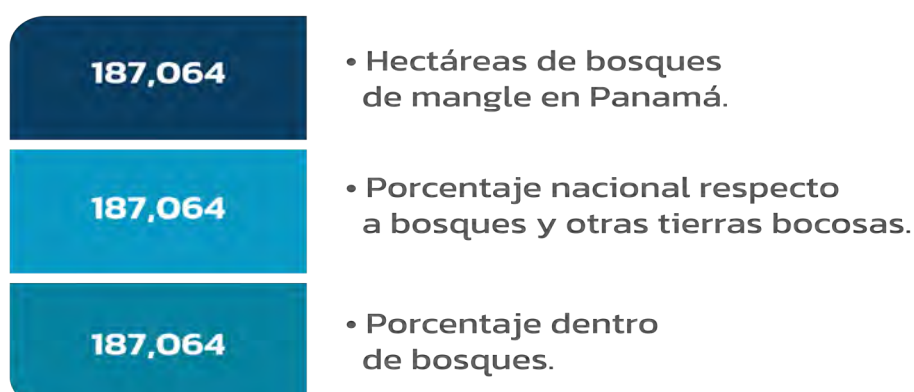 187,064
• Hectáreas de bosques
de mangle en Panamá.
187,064
• Porcentaje nacional respecto
a bosques y otras tierras bocosas.
187,064
• Porcentaje dentro
de bosques.